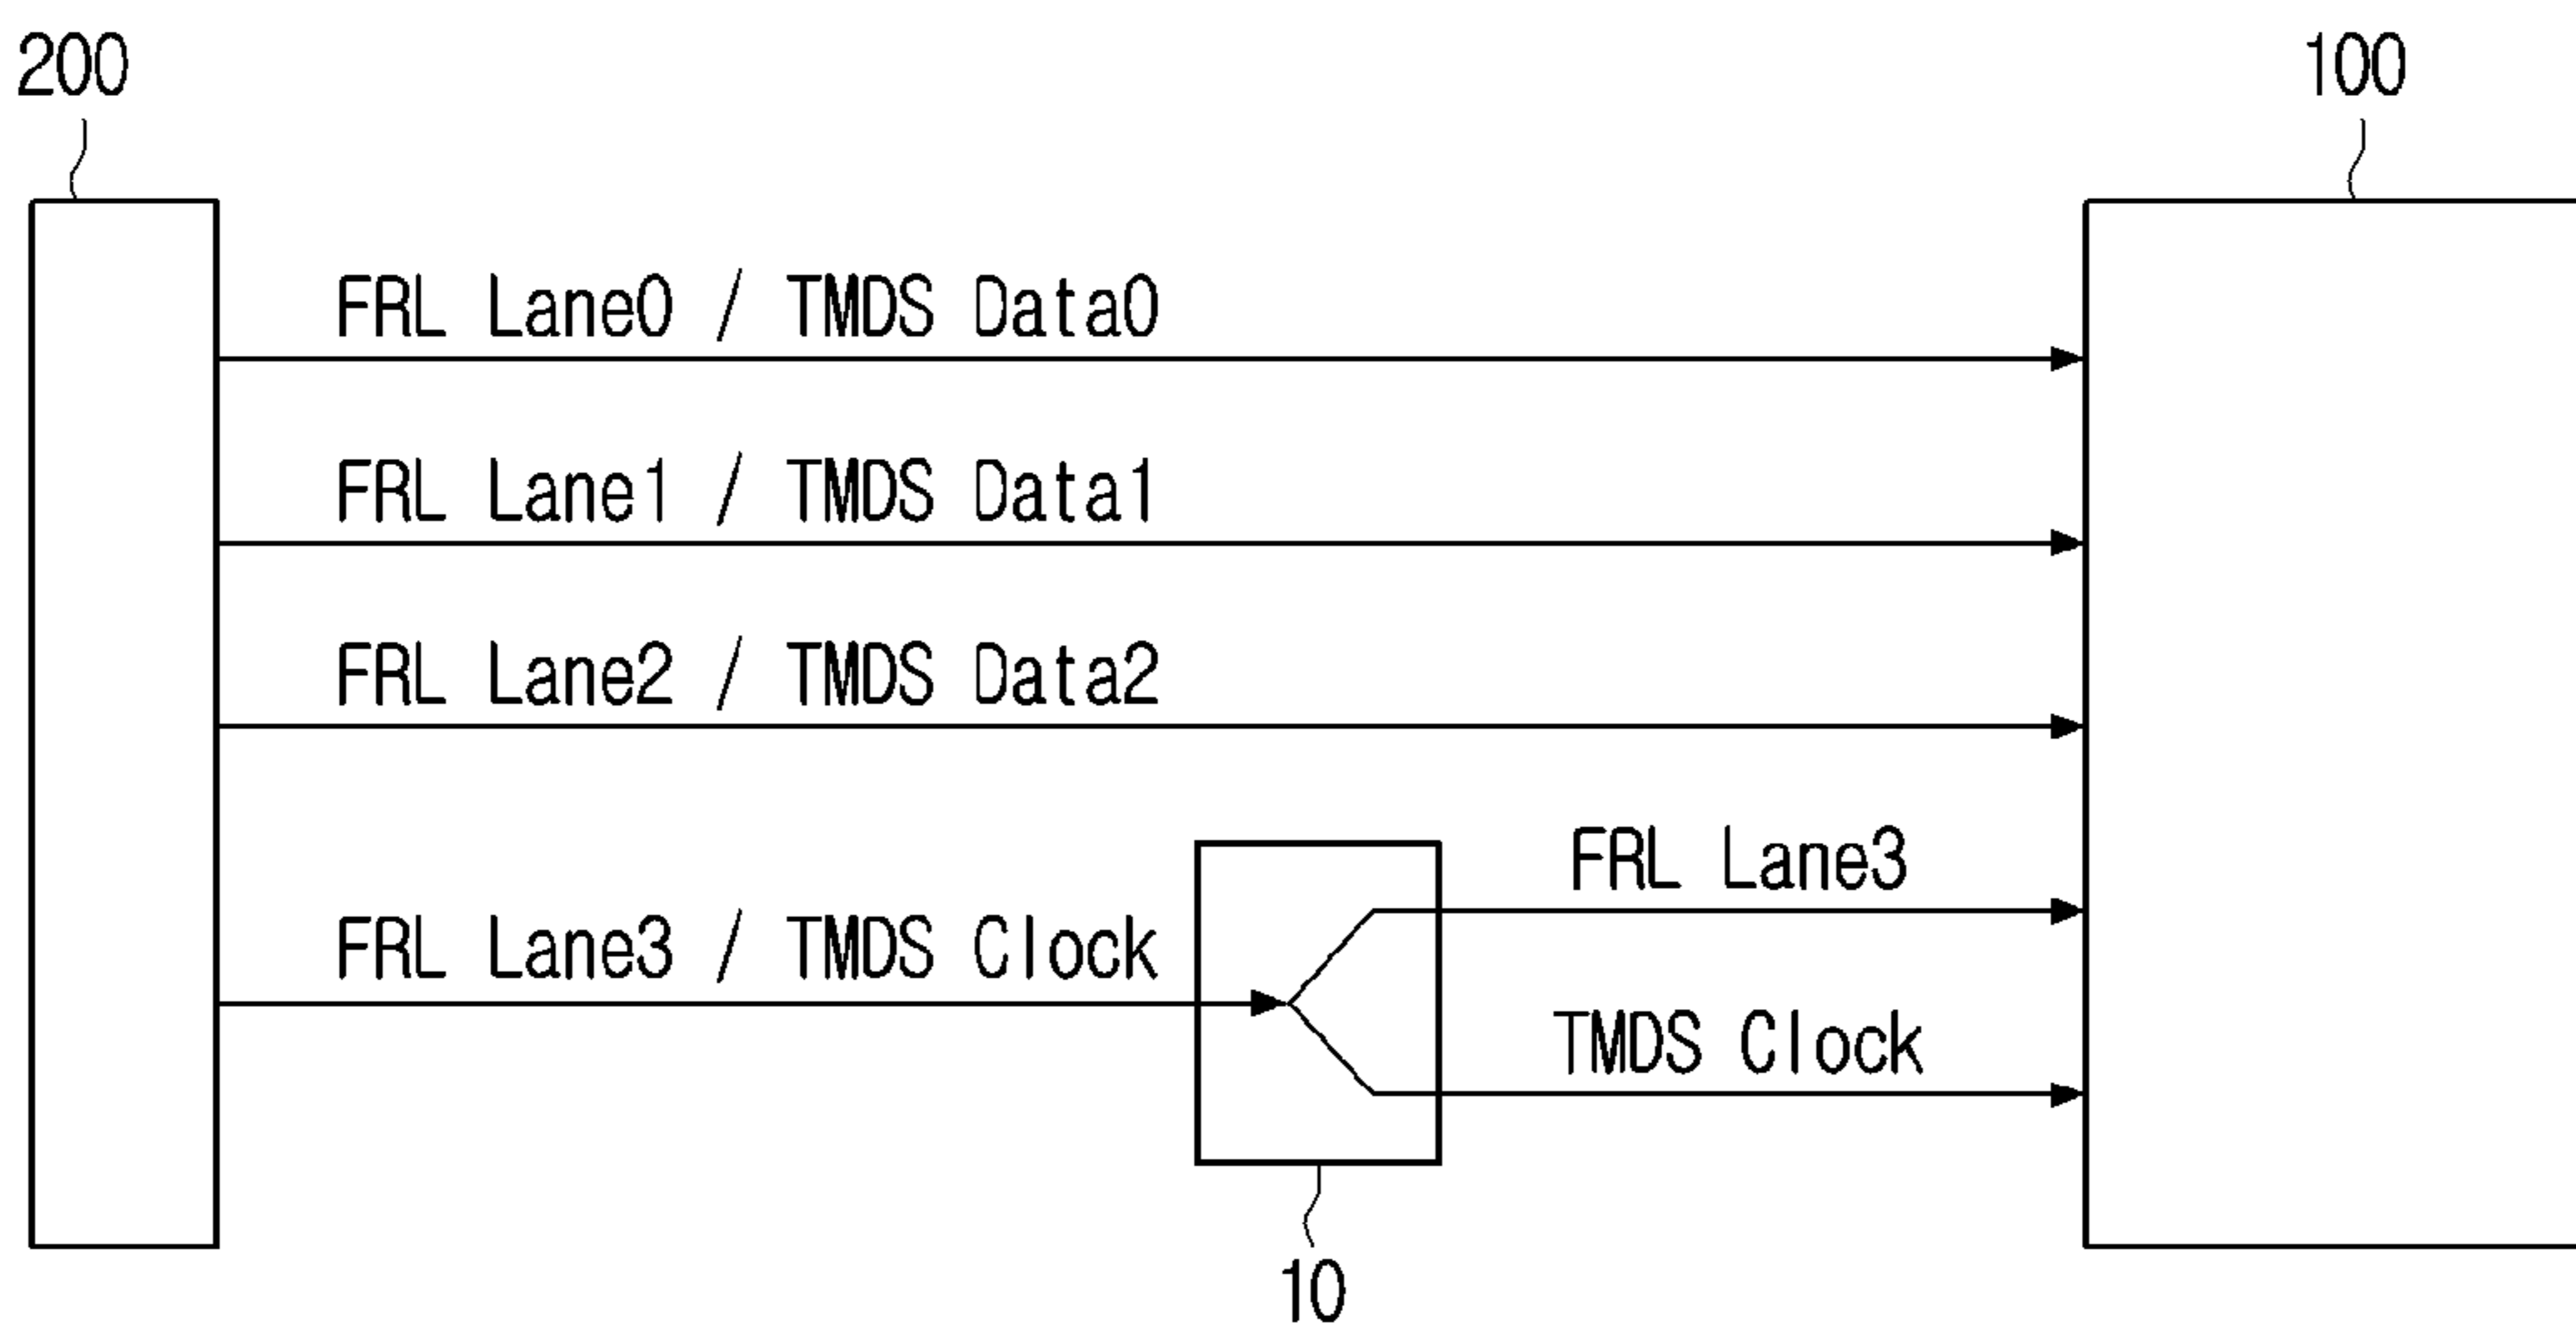 200
100
FRL Lane0 / TMDS Data0
FRL Lane1 / TMDS Data1
FRL Lane2 / TMDS Data2
FRL Lane3
FRL Lane3 / TMDS Clock
TMDS Clock
10